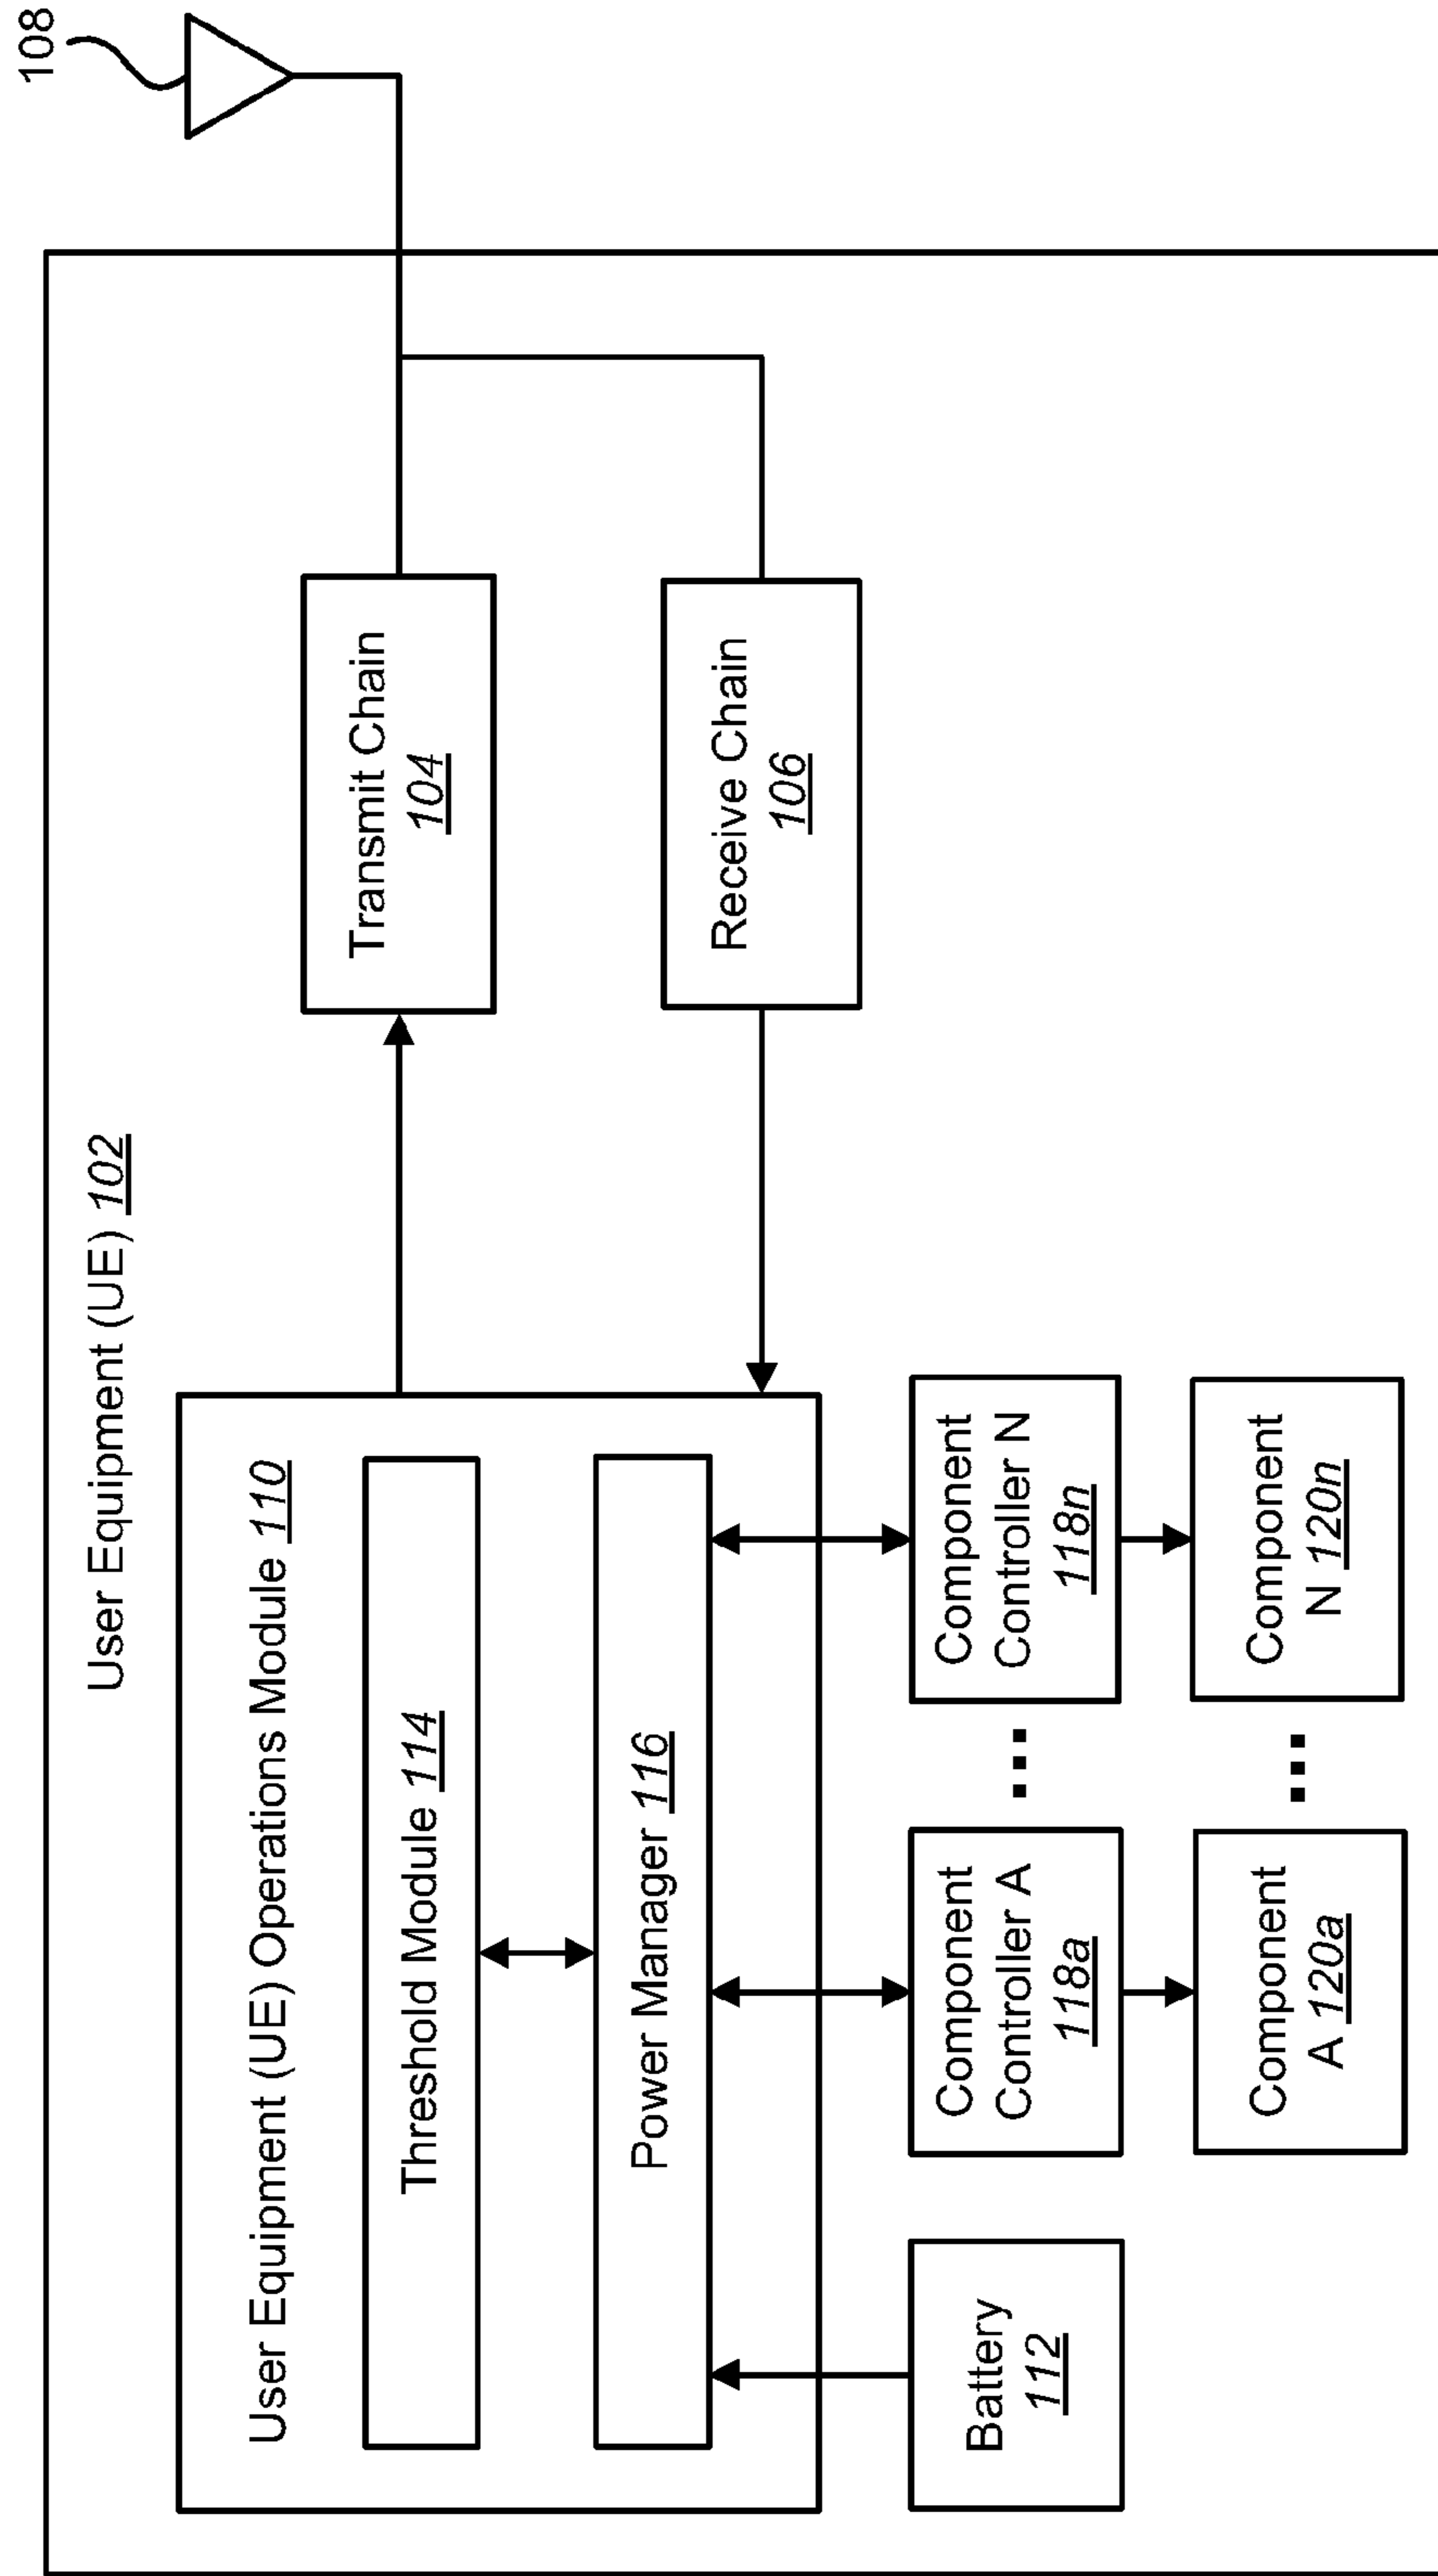 108
User Equipment (UE) 102
User Equipment (UE) Operations Module 110
Threshold Module 114
Power Manager 116
Transmit Chain
104
Receive Chain
106
Battery
112
Component
Controller A
118a
...
Component
Controller N
118n
Component
A 120a
...
Component
N 120n